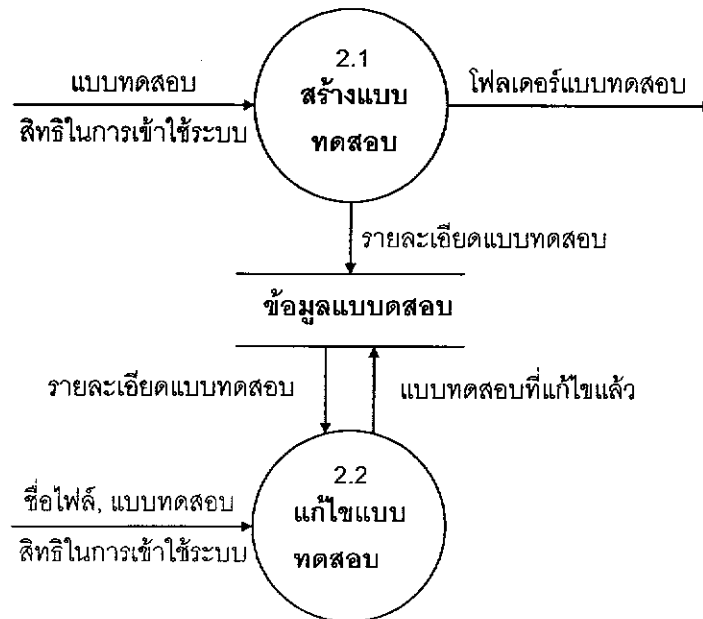 2.1
สร้างแบบ
ทดสอบ
แบบทดสอบ
สิทธิในการเข้าใช้ระบบ
โฟลเดอร์แบบทดสอบ
รายละเอียดแบบทดสอบ
ข้อมูลแบบดสอบ
รายละเอียดแบบทดสอบ
แบบทดสอบที่แก้ไขแล้ว
2.2
แก้ไขแบบ
ทดสอบ
ชื่อไฟล์, แบบทดสอบ
สิทธิในการเข้าใช้ระบบ